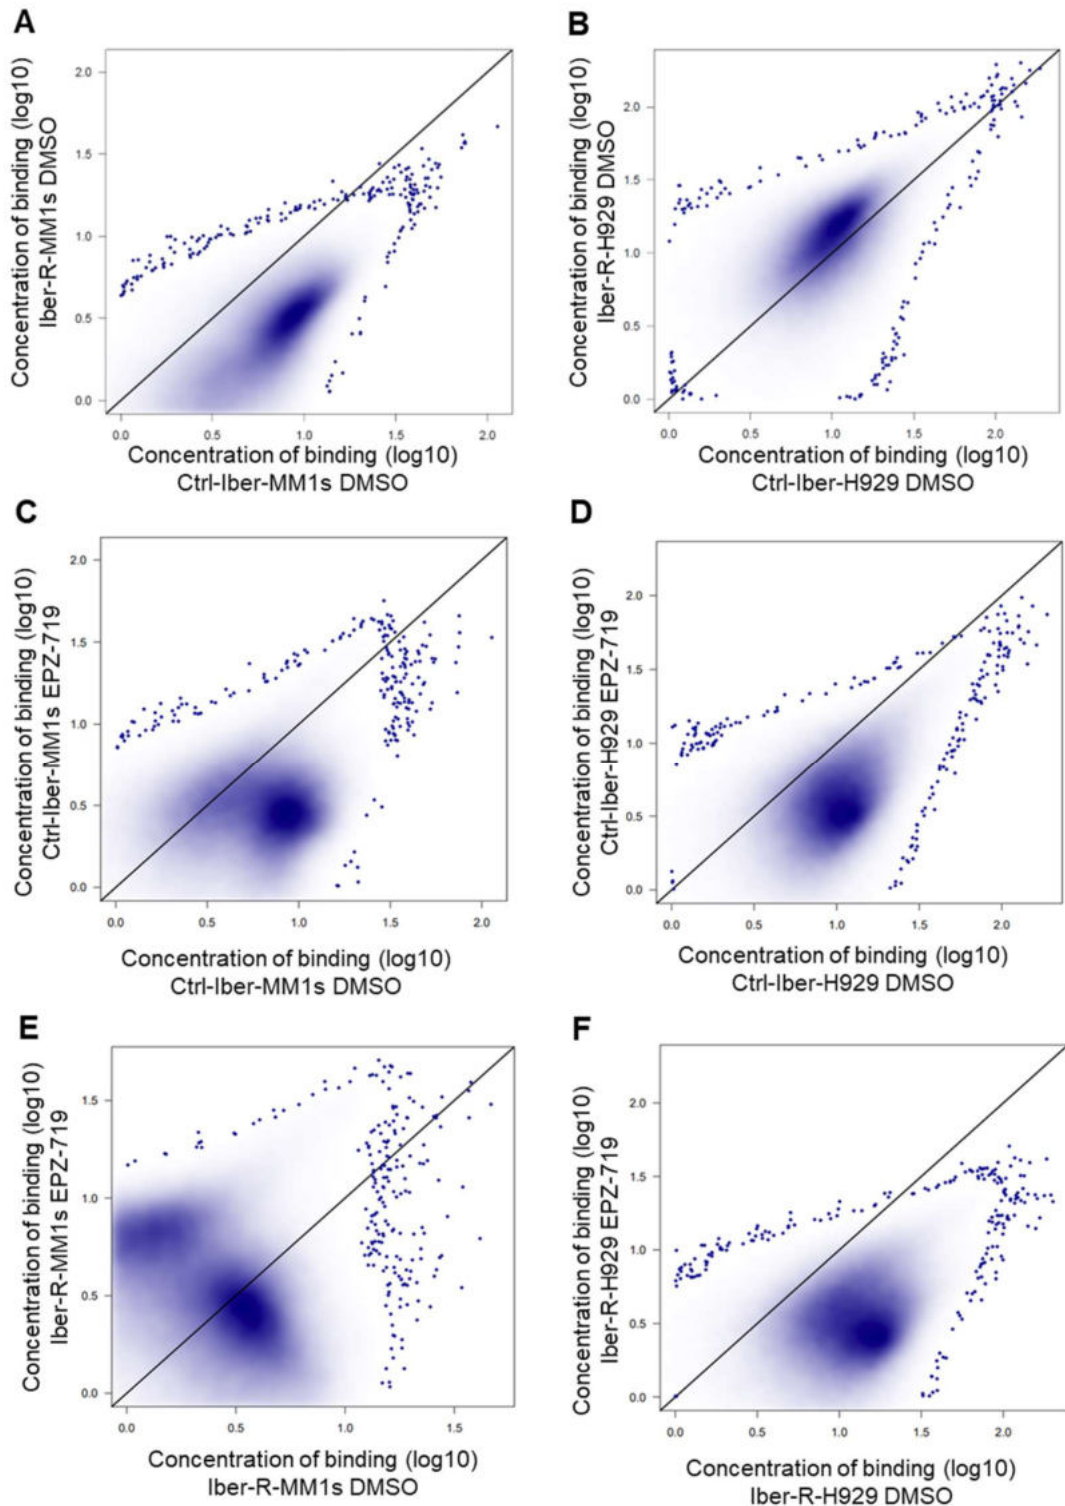 A
Concentration of binding (log10)
Iber-R-MM1s DMSO
2.0
1.5
1.0
0.5
0.0
0.0 0.5 1.0 1.5 2.0
Concentration of binding (log10)
Ctrl-Iber-MM1s DMSO
B
Concentration of binding (log10)
Iber-R-H929 DMSO
2.0
1.5
1.0
0.5
0.0
0.0 0.5 1.0 1.5 2.0
Concentration of binding (log10)
Ctrl-Iber-H929 DMSO
C
Concentration of binding (log10)
Ctrl-Iber-MM1s EPZ-719
2.0
1.5
1.0
0.5
0.0
0.0 0.5 1.0 1.5 2.0
Concentration of binding (log10)
Ctrl-Iber-MM1s DMSO
D
Concentration of binding (log10)
Ctrl-Iber-H929 EPZ-719
2.0
1.5
1.0
0.5
0.0
0.0 0.5 1.0 1.5 2.0
Concentration of binding (log10)
Ctrl-Iber-H929 DMSO
E
Concentration of binding (log10)
Iber-R-MM1s EPZ-719
1.5
1.0
0.5
0.0
0.0 0.5 1.0 1.5
Concentration of binding (log10)
Iber-R-MM1s DMSO
F
Concentration of binding (log10)
Iber-R-H929 EPZ-719
2.0
1.5
1.0
0.5
0.0
0.0 0.5 1.0 1.5 2.0
Concentration of binding (log10)
Iber-R-H929 DMSO